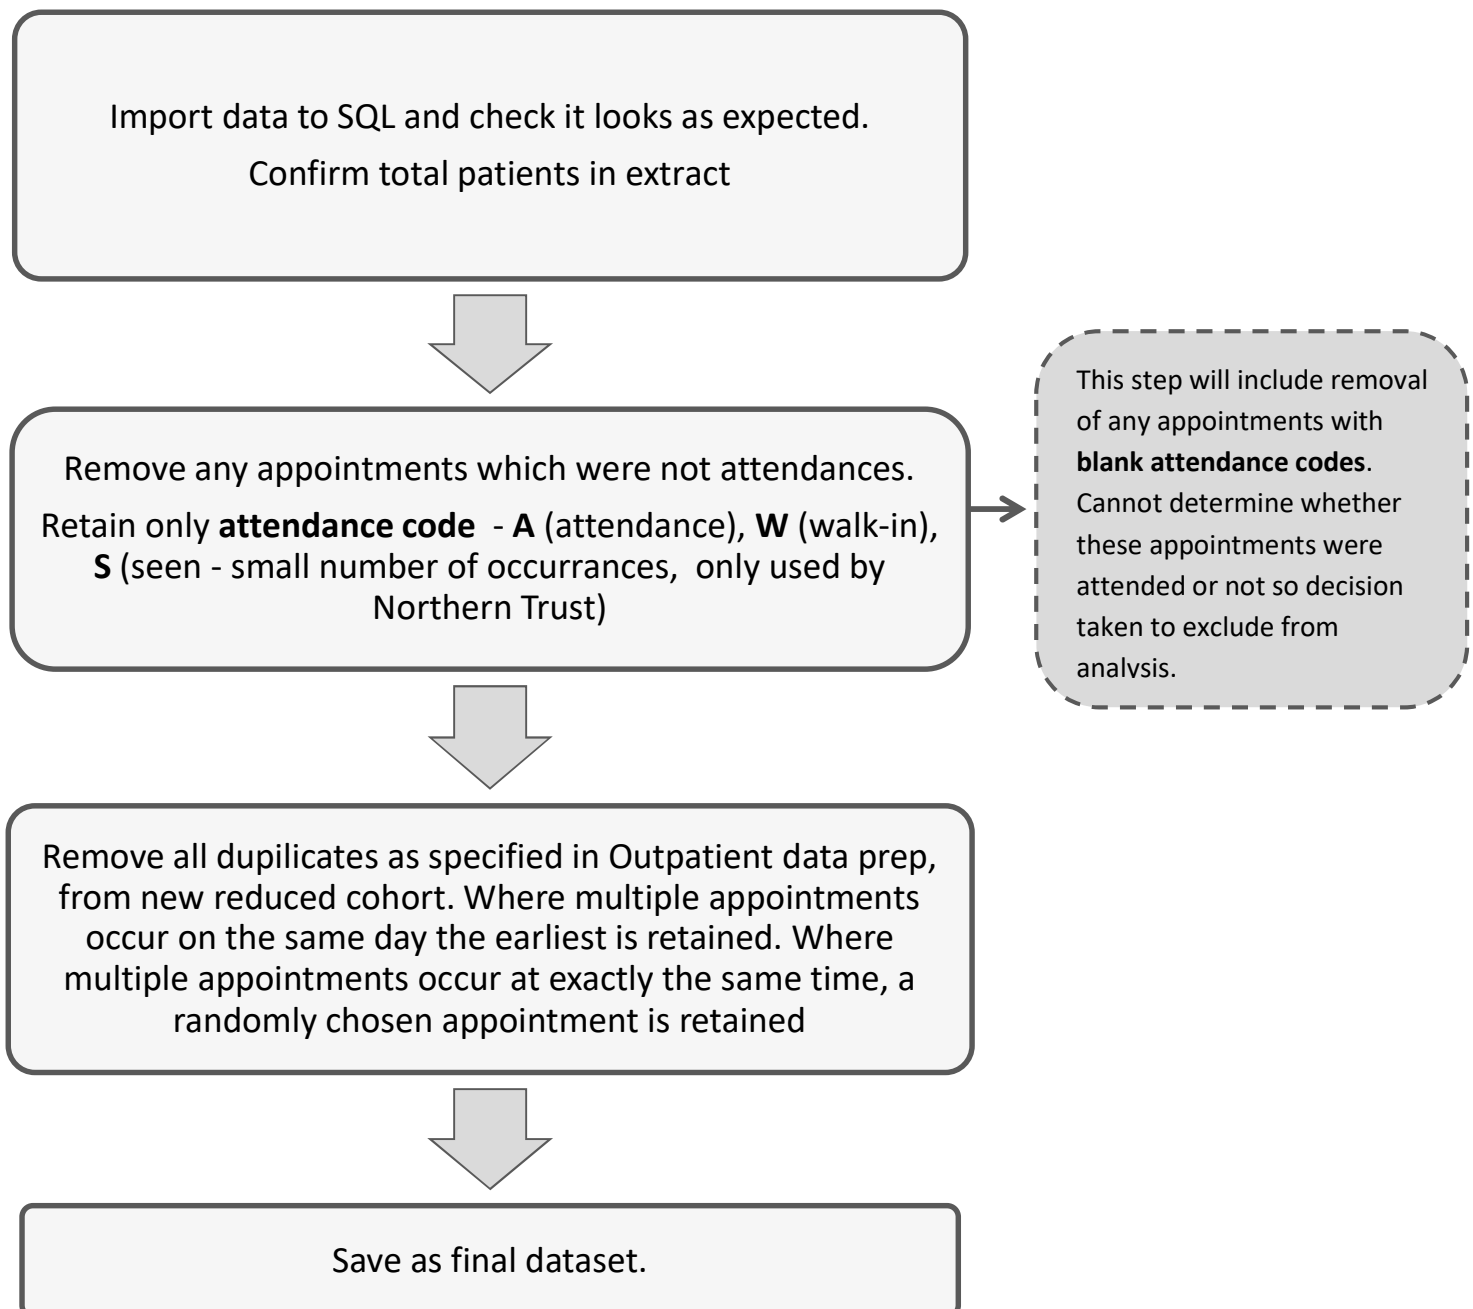 Import data to SQL and check it looks as expected.
Confirm total patients in extract
Remove any appointments which were not attendances.
Retain only attendance code - A (attendance), W (walk-in),
S (seen - small number of occurrances, only used by
Northern Trust)
This step will include removal
of any appointments with
blank attendance codes.
Cannot determine whether
these appointments were
attended or not so decision
taken to exclude from
analysis.
Remove all dupilicates as specified in Outpatient data prep,
from new reduced cohort. Where multiple appointments
occur on the same day the earliest is retained. Where
multiple appointments occur at exactly the same time, a
randomly chosen appointment is retained
Save as final dataset.